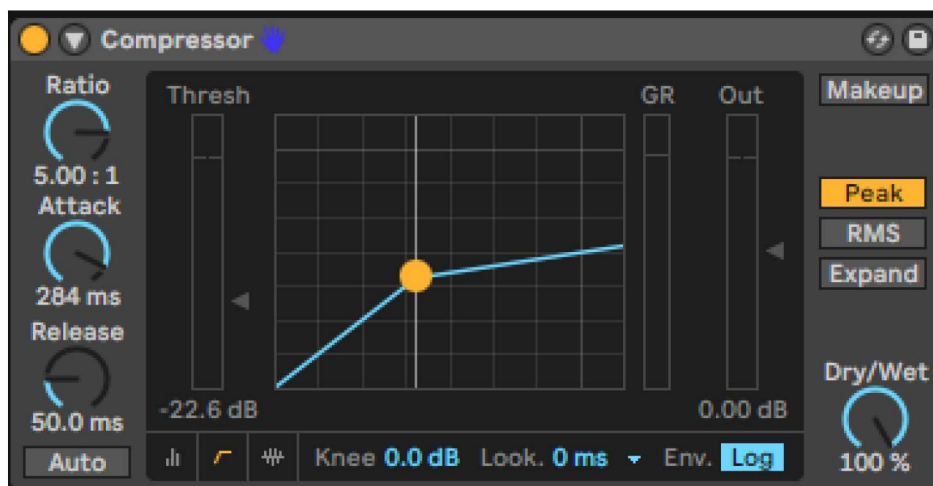 Compressor
Ratio
5.00 : 1
Attack
284 ms
Release
50.0 ms
Auto
Thresh
GR
Out
-22.6 dB
0.00 dB
Knee 0.0 dB Look. 0 ms Env. Log
Makeup
Peak
RMS
Expand
Dry/Wet
100 %